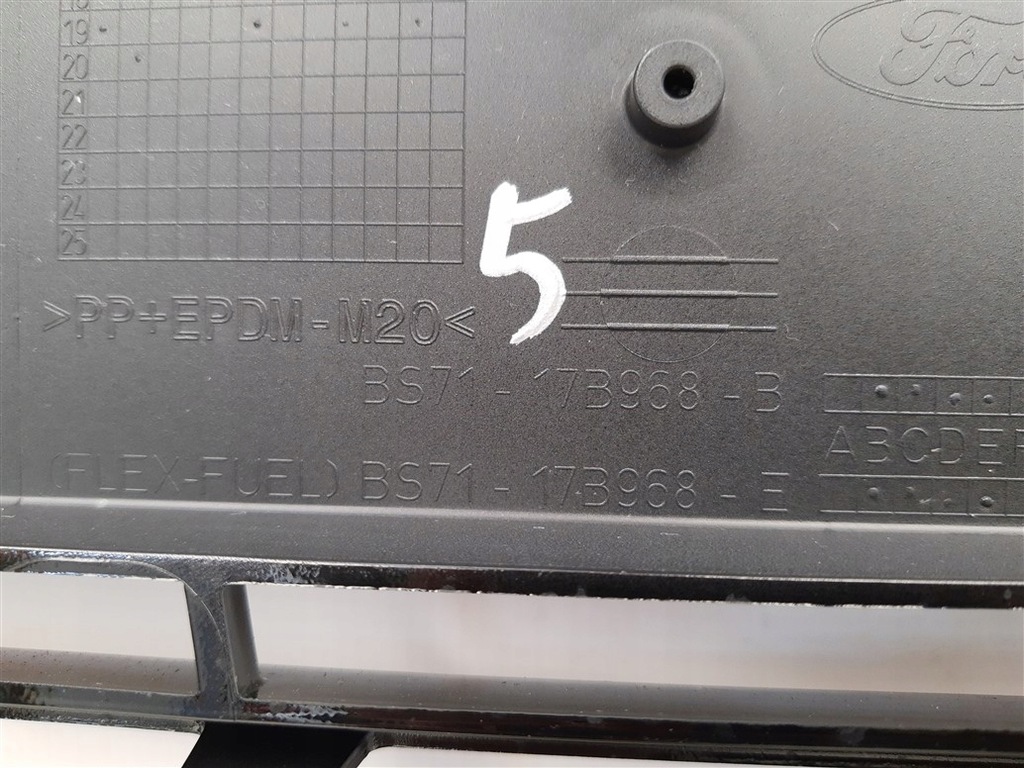 18
19
20
21
22
23
24
25
Ford
5
>PP+EPDM-M20<
BS71 - 17B968 - B
ABCDEF
(FLEX-FUEL) BS71 - 17B968 - E